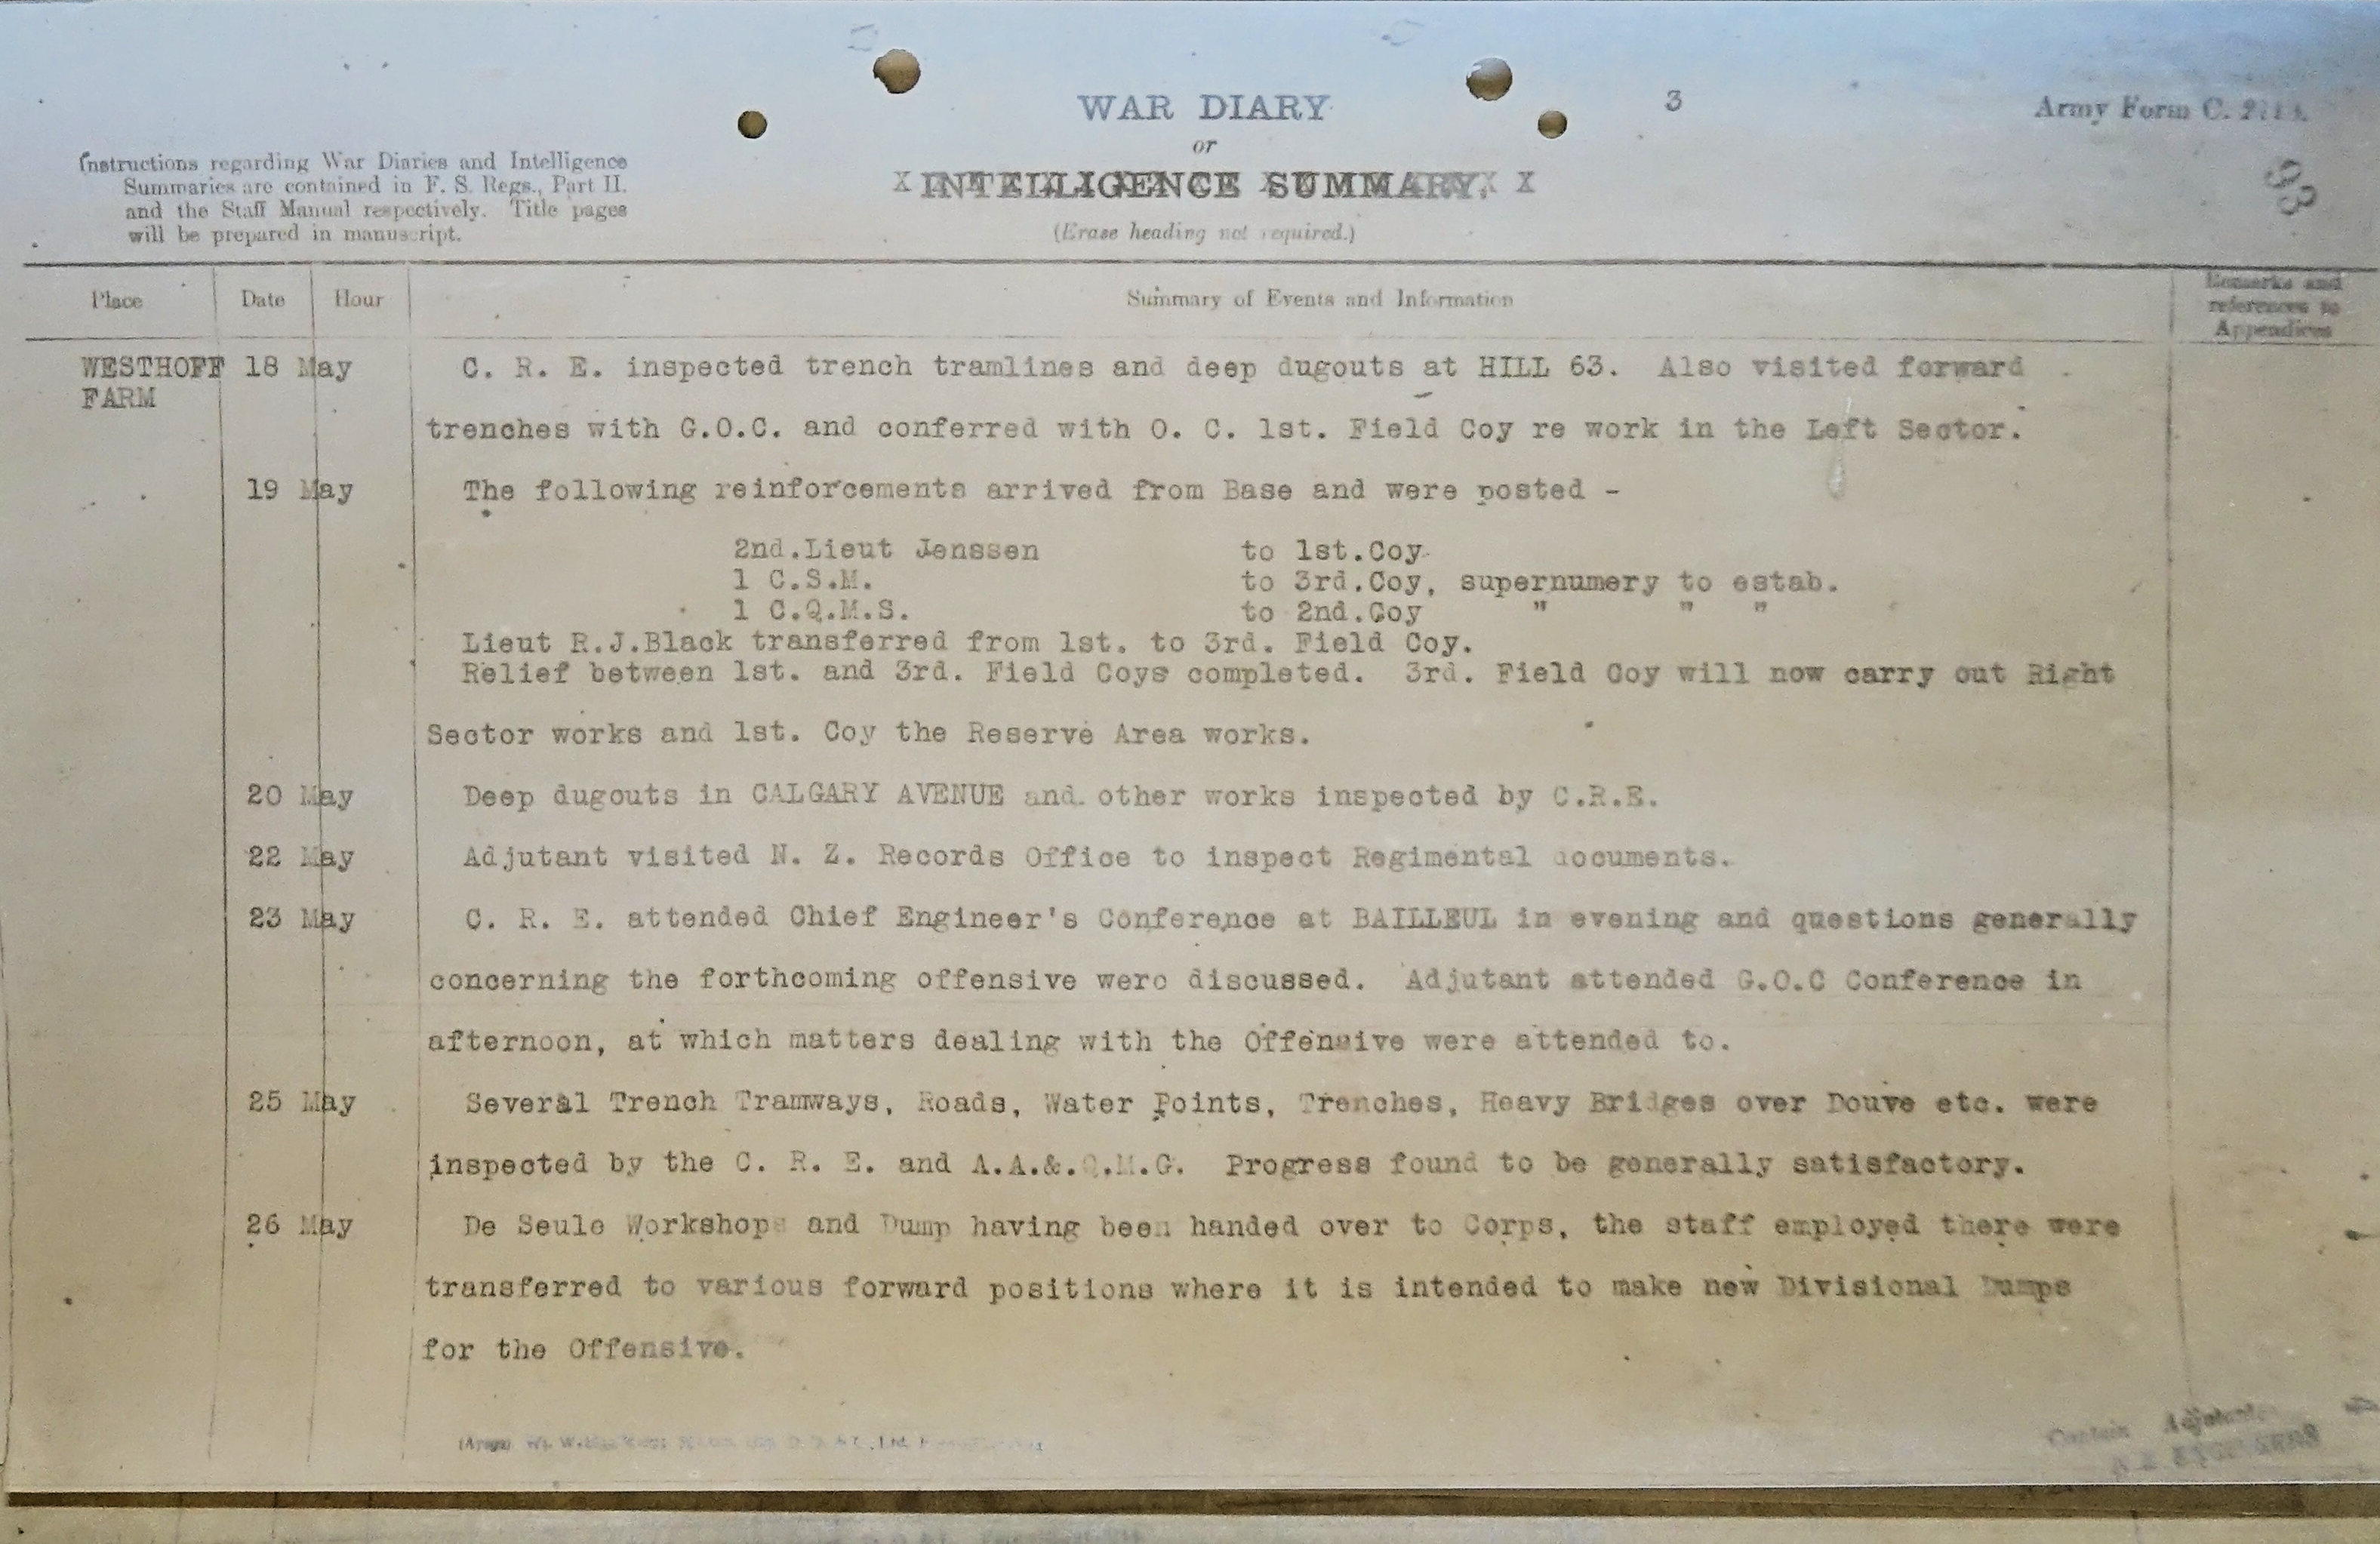 WAR DIARY
or
INTELLIGENCE SUMMARY.
(Erase heading not required.)
3
Army Form C. 2118.
93
Instructions regarding War Diaries and Intelligence
Summaries are contained in F. S. Regs., Part II.
and the Staff Manual respectively. Title pages
will be prepared in manuscript.
Place Date Hour Summary of Events and Information Remarks and
references to
Appendices
WESTHOFF 18 May C. R. E. inspected trench tramlines and deep dugouts at HILL 63. Also visited forward
FARM
trenches with G.O.C. and conferred with O. C. 1st. Field Coy re work in the Left Sector.
19 May The following reinforcements arrived from Base and were posted -
2nd.Lieut Jenssen to 1st.Coy
1 C.S.M. to 3rd.Coy, supernumery to estab.
1 C.Q.M.S. to 2nd.Coy " " "
Lieut R.J.Black transferred from 1st. to 3rd. Field Coy.
Relief between 1st. and 3rd. Field Coys completed. 3rd. Field Coy will now carry out Right
Sector works and 1st. Coy the Reserve Area works.
20 May Deep dugouts in CALGARY AVENUE and other works inspected by C.R.E.
22 May Adjutant visited N. Z. Records Office to inspect Regimental documents.
23 May C. R. E. attended Chief Engineer's Conference at BAILLEUL in evening and questions generally
concerning the forthcoming offensive were discussed. Adjutant attended G.O.C Conference in
afternoon, at which matters dealing with the Offensive were attended to.
25 May Several Trench Tramways, Roads, Water Points, Trenches, Heavy Bridges over Douve etc. were
inspected by the C. R. E. and A.A.&.Q.M.G. Progress found to be generally satisfactory.
26 May De Seule Workshops and Dump having been handed over to Corps, the staff employed there were
transferred to various forward positions where it is intended to make new Divisional Dumps
for the Offensive.
Captain Adjutant
N Z ENGINEERS